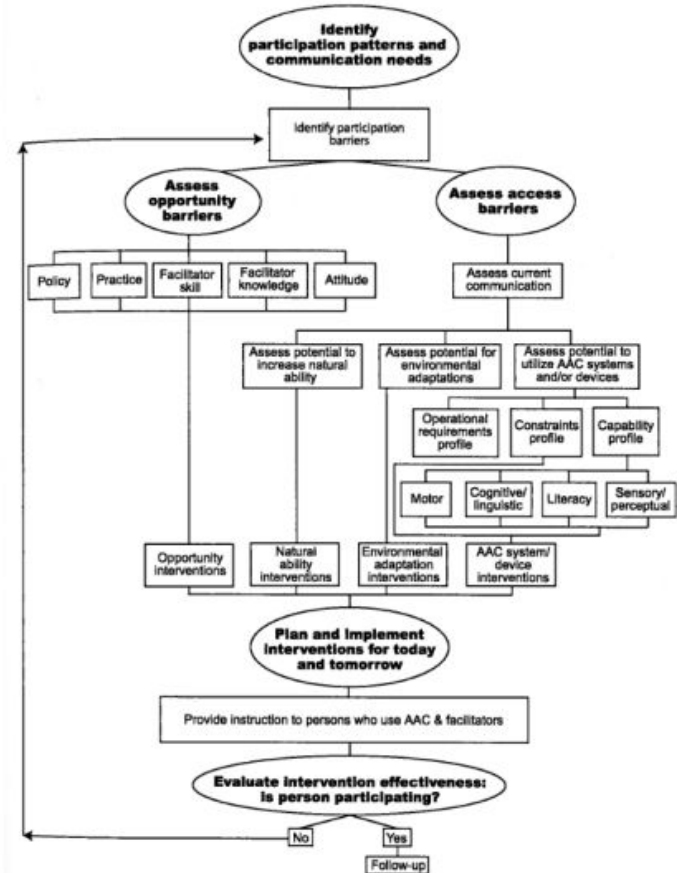 Identify
participation patterns and
communication needs
Identify participation
barriers
Assess
opportunity
barriers
Assess access
barriers
Policy
Practice
Facilitator
skill
Facilitator
knowledge
Attitude
Assess current
communication
Assess potential to
increase natural
ability
Assess potential for
environmental
adaptations
Assess potential to
utilize AAC systems
and/or devices
Operational
requirements
profile
Constraints
profile
Capability
profile
Motor
Cognitive/
linguistic
Literacy
Sensory/
perceptual
Opportunity
interventions
Natural
ability
interventions
Environmental
adaptation
interventions
AAC system/
device
interventions
Plan and implement
interventions for today
and tomorrow
Provide instruction to persons who use AAC & facilitators
Evaluate intervention effectiveness:
is person participating?
No
Yes
Follow-up